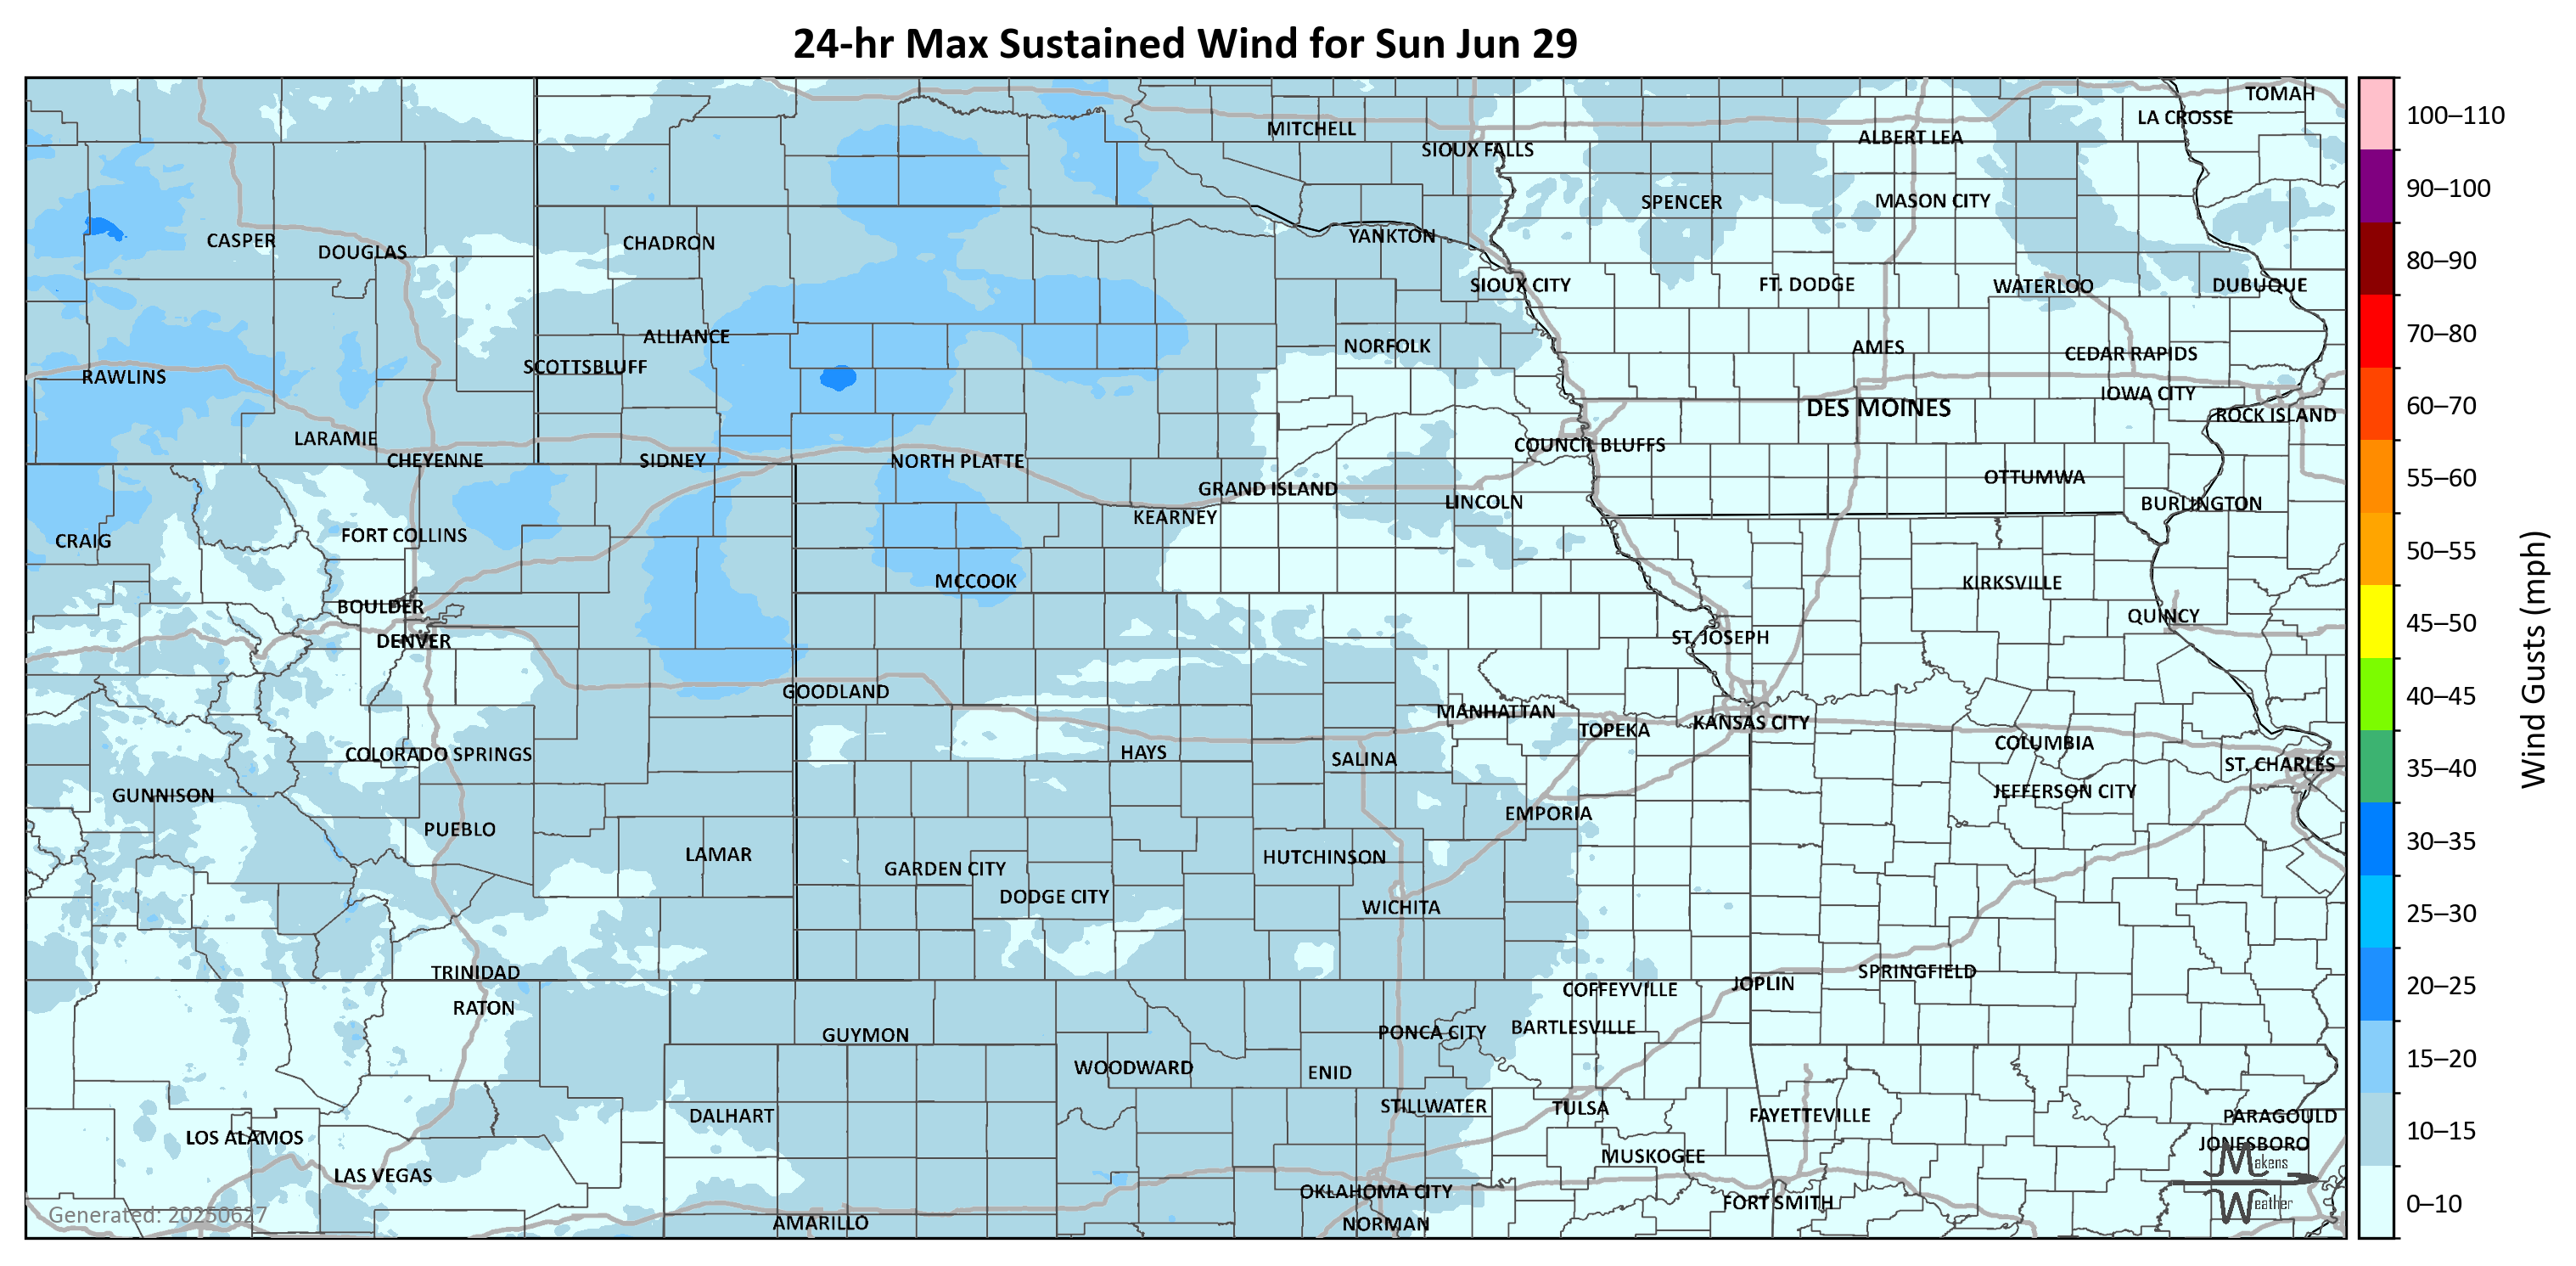 24-hr Max Sustained Wind for Sun Jun 29
TOMAH
LA CROSSE
MITCHELL
ALBERT LEA
SIOUX FALLS
SPENCER
MASON CITY
CASPER
DOUGLAS
CHADRON
YANKTON
SIOUX CITY
FT. DODGE
WATERLOO
DUBUQUE
ALLIANCE
NORFOLK
AMES
CEDAR RAPIDS
SCOTTSBLUFF
RAWLINS
IOWA CITY
DES MOINES
ROCK ISLAND
LARAMIE
COUNCIL BLUFFS
CHEYENNE
SIDNEY
NORTH PLATTE
OTTUMWA
GRAND ISLAND
LINCOLN
BURLINGTON
KEARNEY
FORT COLLINS
CRAIG
MCCOOK
KIRKSVILLE
BOULDER
QUINCY
DENVER
ST. JOSEPH
GOODLAND
MANHATTAN
TOPEKA
KANSAS CITY
COLUMBIA
COLORADO SPRINGS
HAYS
SALINA
ST. CHARLES
GUNNISON
JEFFERSON CITY
EMPORIA
PUEBLO
LAMAR
HUTCHINSON
GARDEN CITY
DODGE CITY
WICHITA
TRINIDAD
SPRINGFIELD
JOPLIN
COFFEYVILLE
RATON
GUYMON
PONCA CITY
BARTLESVILLE
WOODWARD
ENID
STILLWATER
TULSA
DALHART
FAYETTEVILLE
PARAGOULD
LOS ALAMOS
JONESBORO
MUSKOGEE
LAS VEGAS
OKLAHOMA CITY
FORT SMITH
AMARILLO
NORMAN
Generated: 20250627
Makens
Weather
100–110
90–100
80–90
70–80
60–70
55–60
50–55
45–50
40–45
35–40
30–35
25–30
20–25
15–20
10–15
0–10
Wind Gusts (mph)